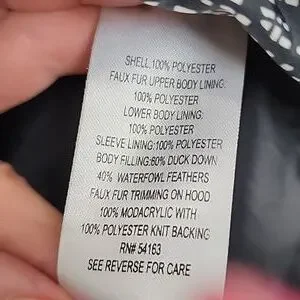 SHELL:100% POLYESTER
FAUX FUR UPPER BODY LINING:
100% POLYESTER
LOWER BODY LINING:
100% POLYESTER
SLEEVE LINING:100% POLYESTER
BODY FILLING:60% DUCK DOWN
40% WATERFOWL FEATHERS
FAUX FUR TRIMMING ON HOOD
100% MODACRYLIC WITH
100% POLYESTER KNIT BACKING
RN# 54163
SEE REVERSE FOR CARE